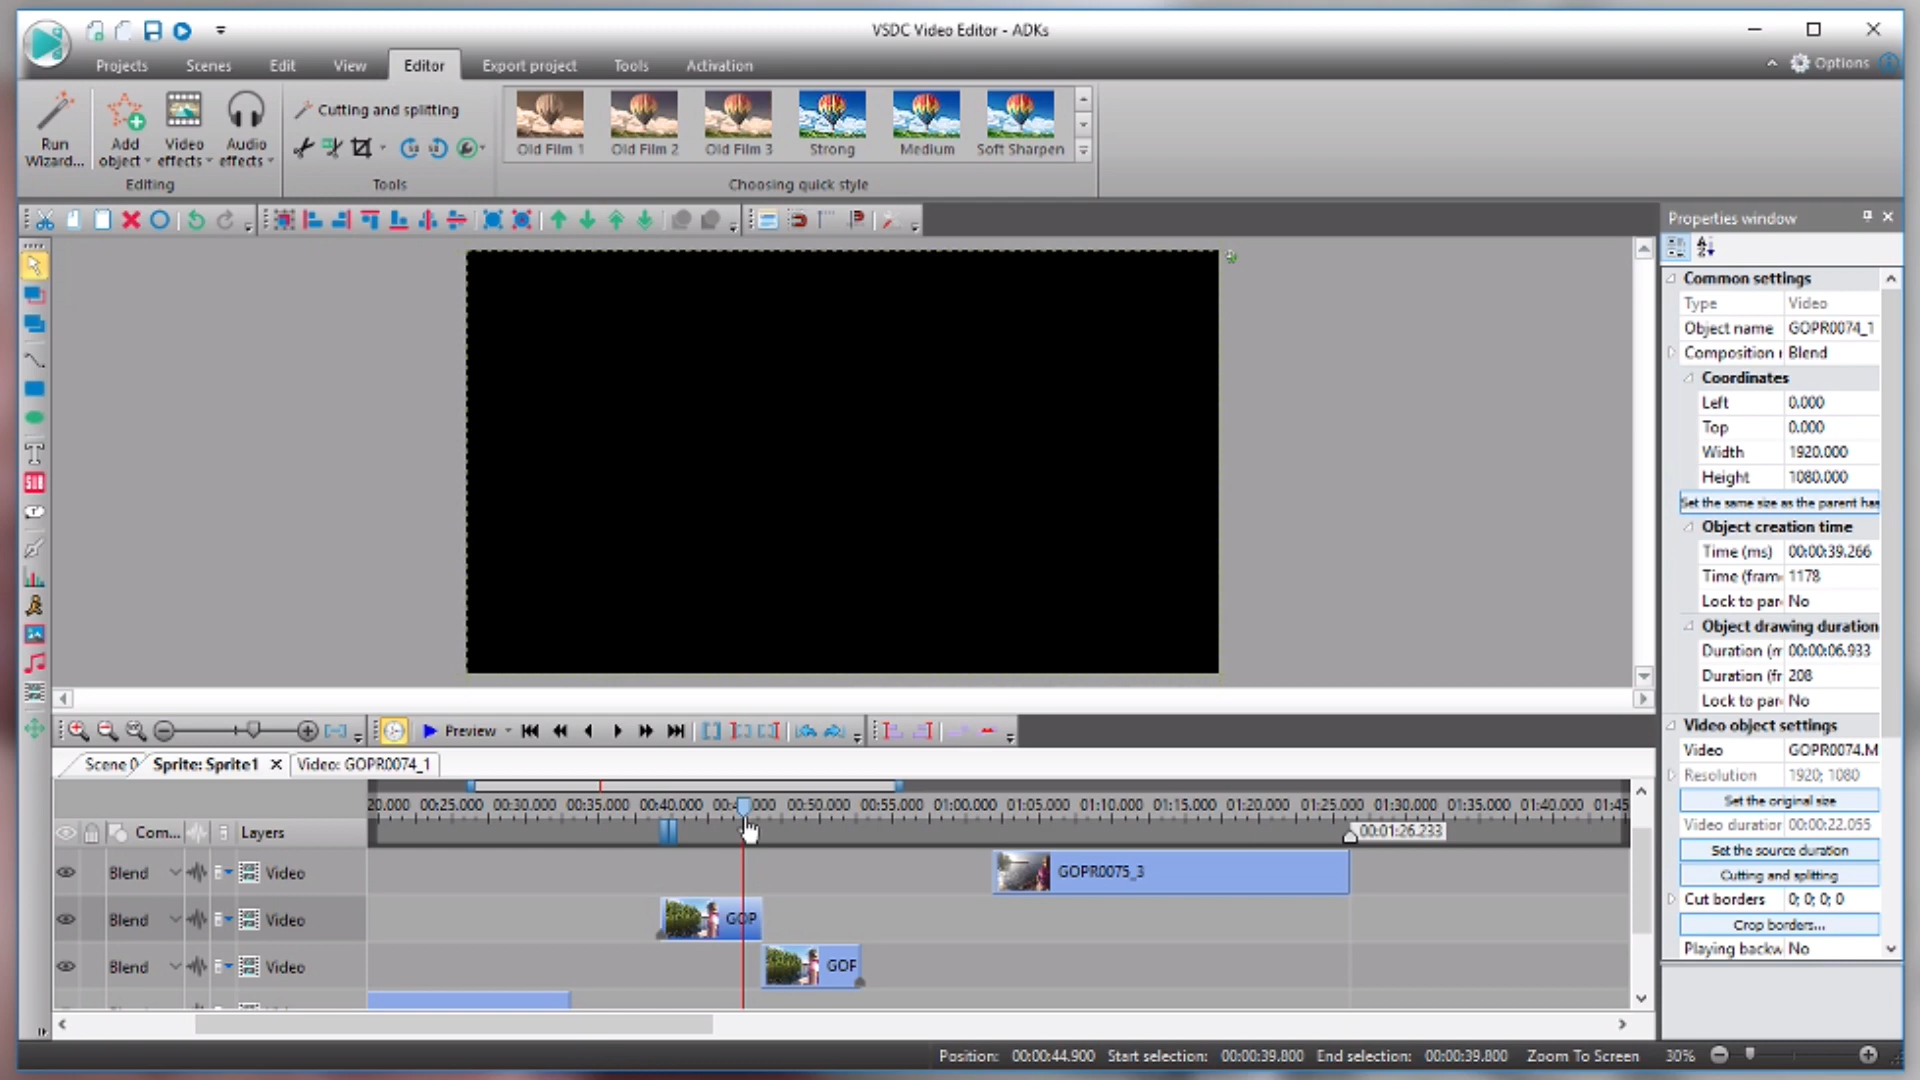 VSDC Video Editor - ADKs
Projects Scenes Edit View Editor Export project Tools Activation Options
Cutting and splitting
Run Wizard... Add object Video effects Audio effects
Old Film 1 Old Film 2 Old Film 3 Strong Medium Soft Sharpen
Editing Tools Choosing quick style
Properties window
Common settings
Type Video
Object name GOPR0074_1
Composition Blend
Coordinates
Left 0.000
Top 0.000
Width 1920.000
Height 1080.000
Set the same size as the parent has
Object creation time
Time (ms) 00:00:39.266
Time (fram 1178
Lock to par No
Object drawing duration
Duration (m 00:00:06.933
Duration (fr 208
Lock to par No
Video object settings
Video GOPR0074.M
Resolution 1920; 1080
Set the original size
Video duration 00:00:22.055
Set the source duration
Cutting and splitting
Cut borders 0; 0; 0; 0
Crop borders...
Playing backw No
T
SUB
Preview
Scene 0 Sprite: Sprite1 Video: GOPR0074_1
20.000 00:25.000 00:30.000 00:35.000 00:40.000 00:50.000 00:55.000 01:00.000 01:05.000 01:10.000 01:15.000 01:20.000 01:25.000 01:30.000 01:35.000 01:40.000 01:45
Com... Layers 00:01:26.233
Blend Video GOPR0075_3
Blend Video GOP
Blend Video GOP
Position: 00:00:44.900 Start selection: 00:00:39.800 End selection: 00:00:39.800 Zoom To Screen 30%